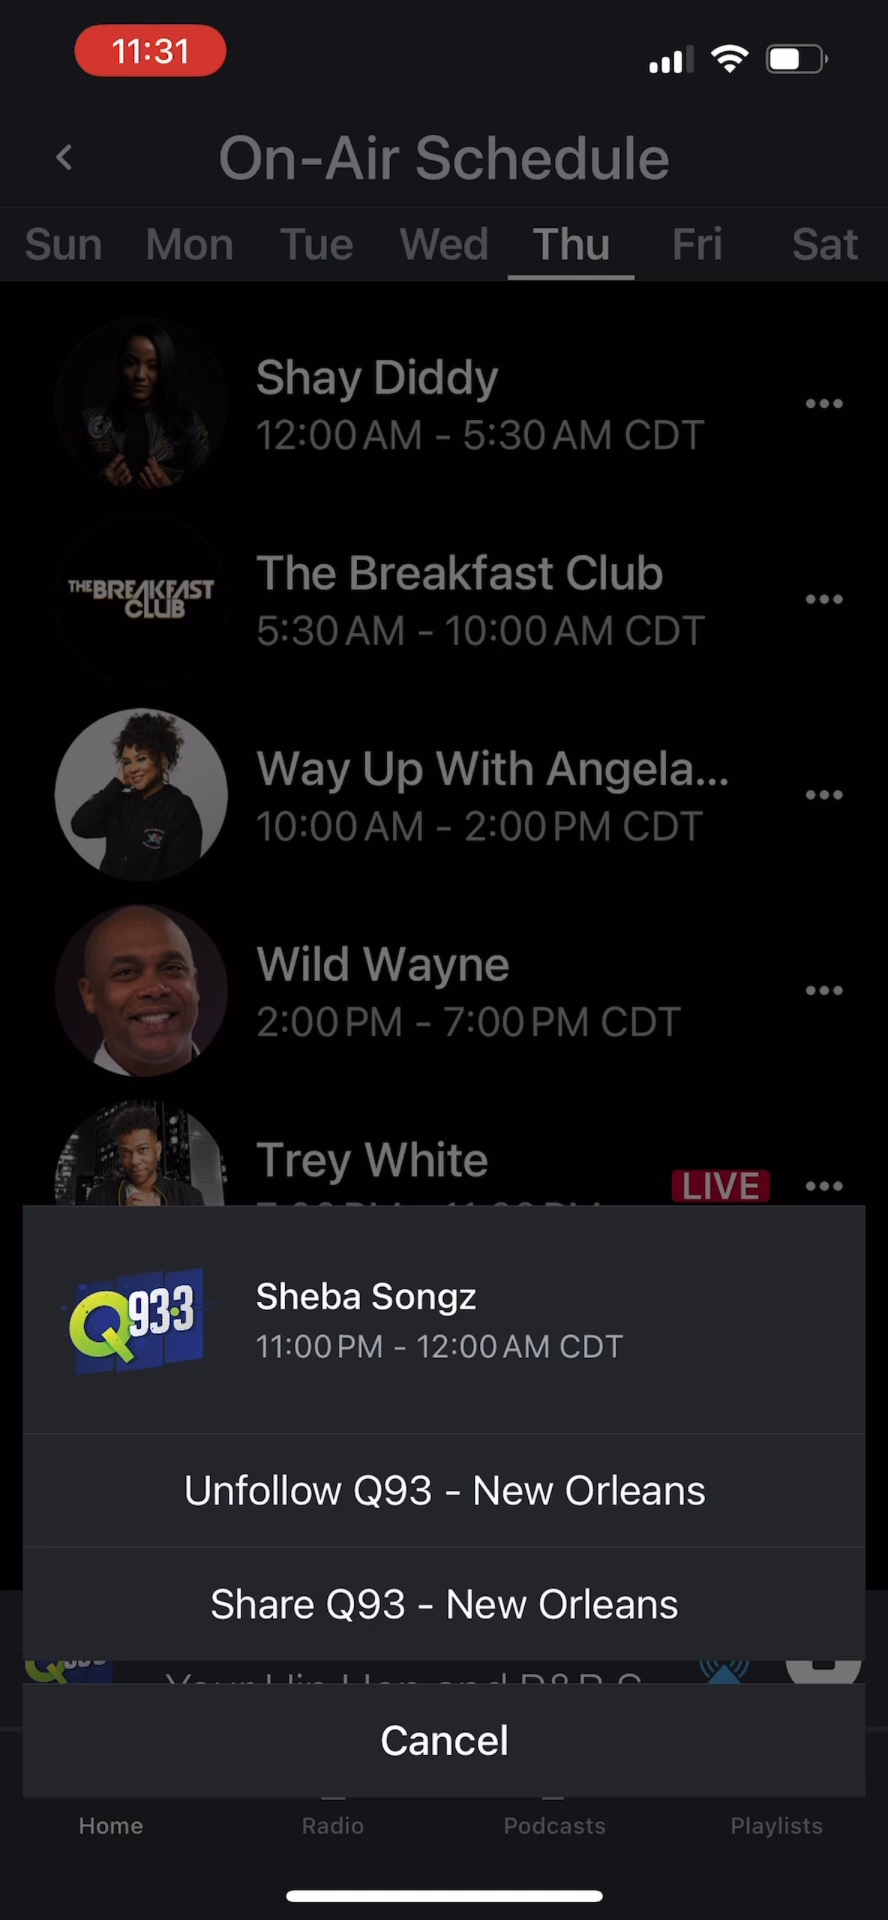 11:31
On-Air Schedule
Sun Mon Tue Wed Thu Fri Sat
Shay Diddy
12:00 AM - 5:30 AM CDT
THE BREAKFAST
CLUB
The Breakfast Club
5:30 AM - 10:00 AM CDT
Way Up With Angela...
10:00 AM - 2:00 PM CDT
Wild Wayne
2:00 PM - 7:00 PM CDT
Trey White
LIVE
Q93.3
Sheba Songz
11:00 PM - 12:00 AM CDT
Unfollow Q93 - New Orleans
Share Q93 - New Orleans
Cancel
Home Radio Podcasts Playlists